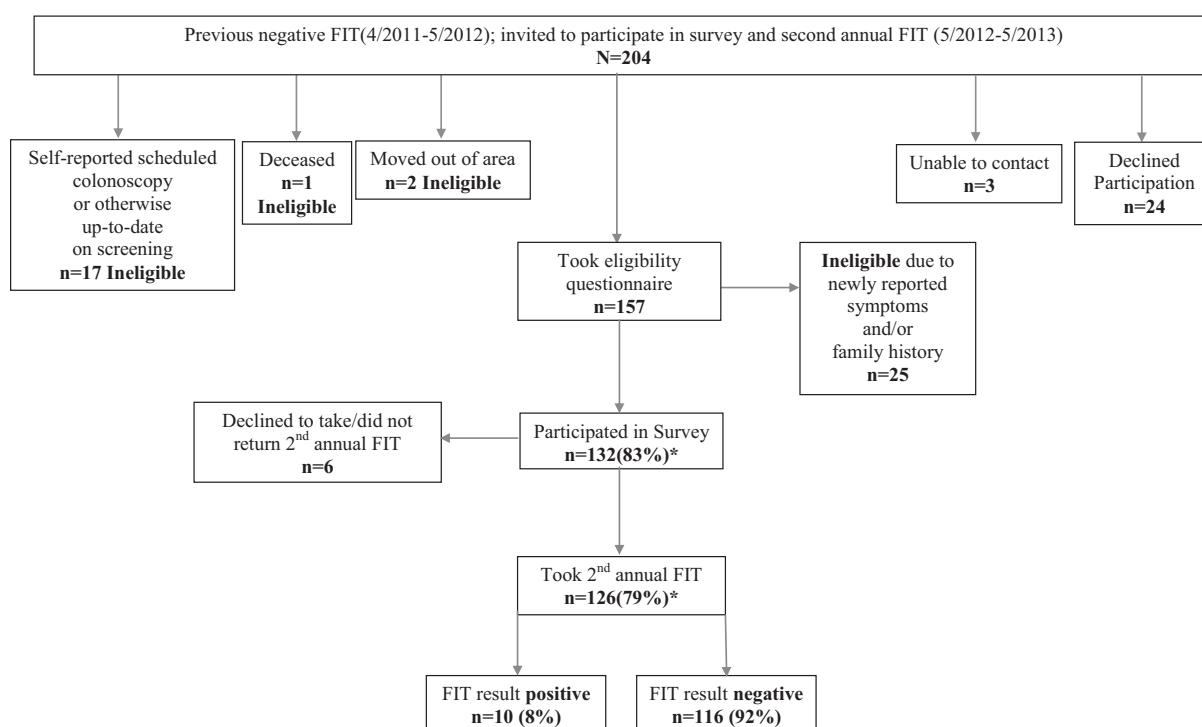 Previous negative FIT(4/2011-5/2012); invited to participate in survey and second annual FIT (5/2012-5/2013)
N=204
Self-reported scheduled
colonoscopy
or otherwise
up-to-date
on screening
n=17 Ineligible
Deceased
n=1
Ineligible
Moved out of area
n=2 Ineligible
Unable to contact
n=3
Declined
Participation
n=24
Took eligibility
questionnaire
n=157
Ineligible due to
newly reported
symptoms
and/or
family history
n=25
Declined to take/did not
return 2nd annual FIT
n=6
Participated in Survey
n=132(83%)*
Took 2nd annual FIT
n=126(79%)*
FIT result positive
n=10 (8%)
FIT result negative
n=116 (92%)